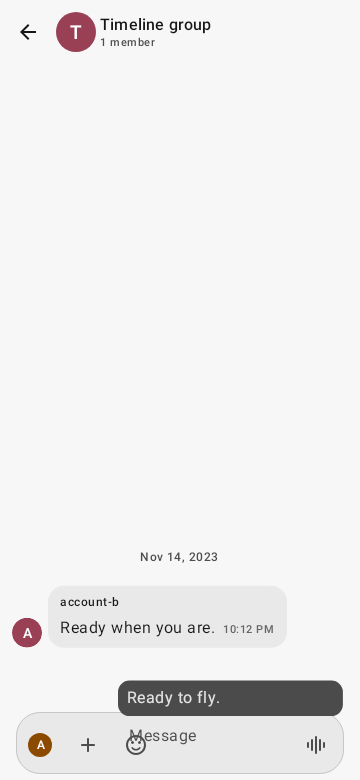 T
Timeline group
1 member
Nov 14, 2023
account-b
A
Ready when you are. 10:12 PM
Ready to fly.
A
Message